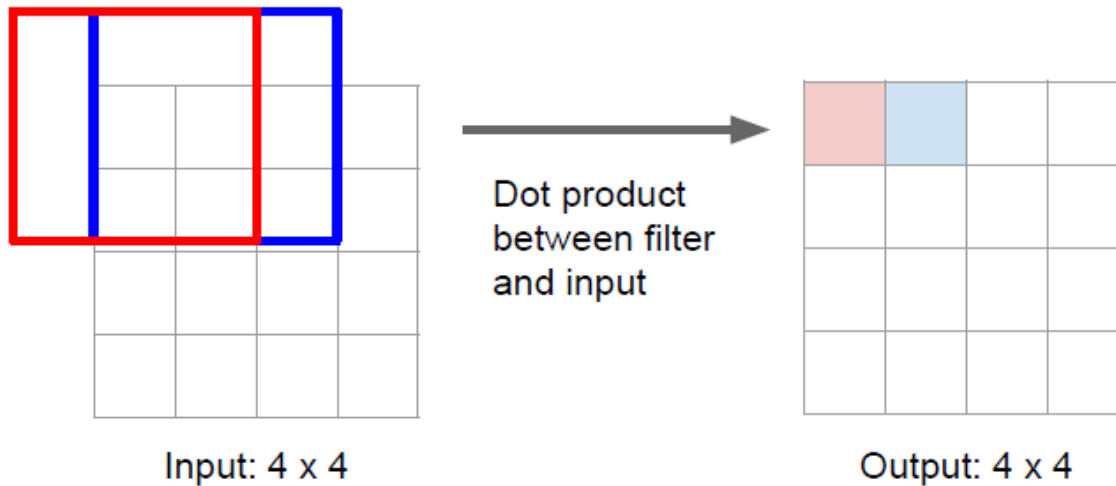 Dot product
between filter
and input
Input: 4 x 4
Output: 4 x 4